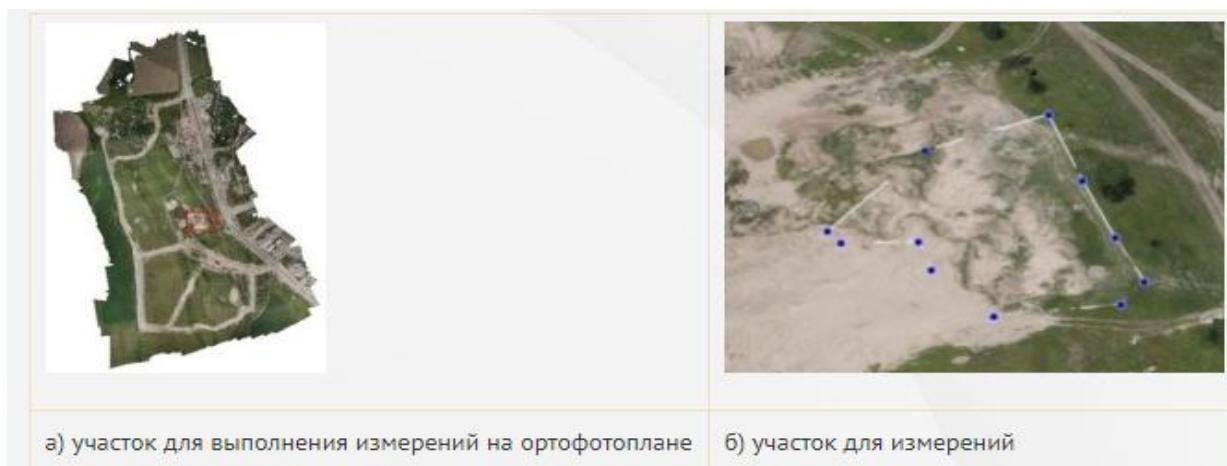 а) участок для выполнения измерений на ортофотоплане
б) участок для измерений